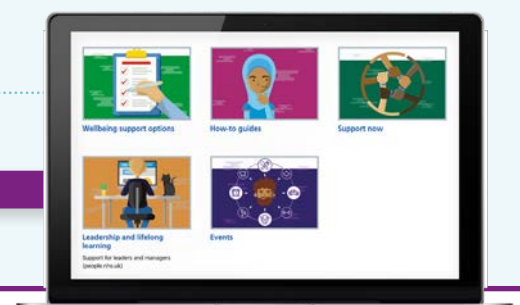 Wellbeing support options
How-to guides
Support now
Leadership and lifelong
learning
Support for leaders and managers
(people.nhs.uk)
Events